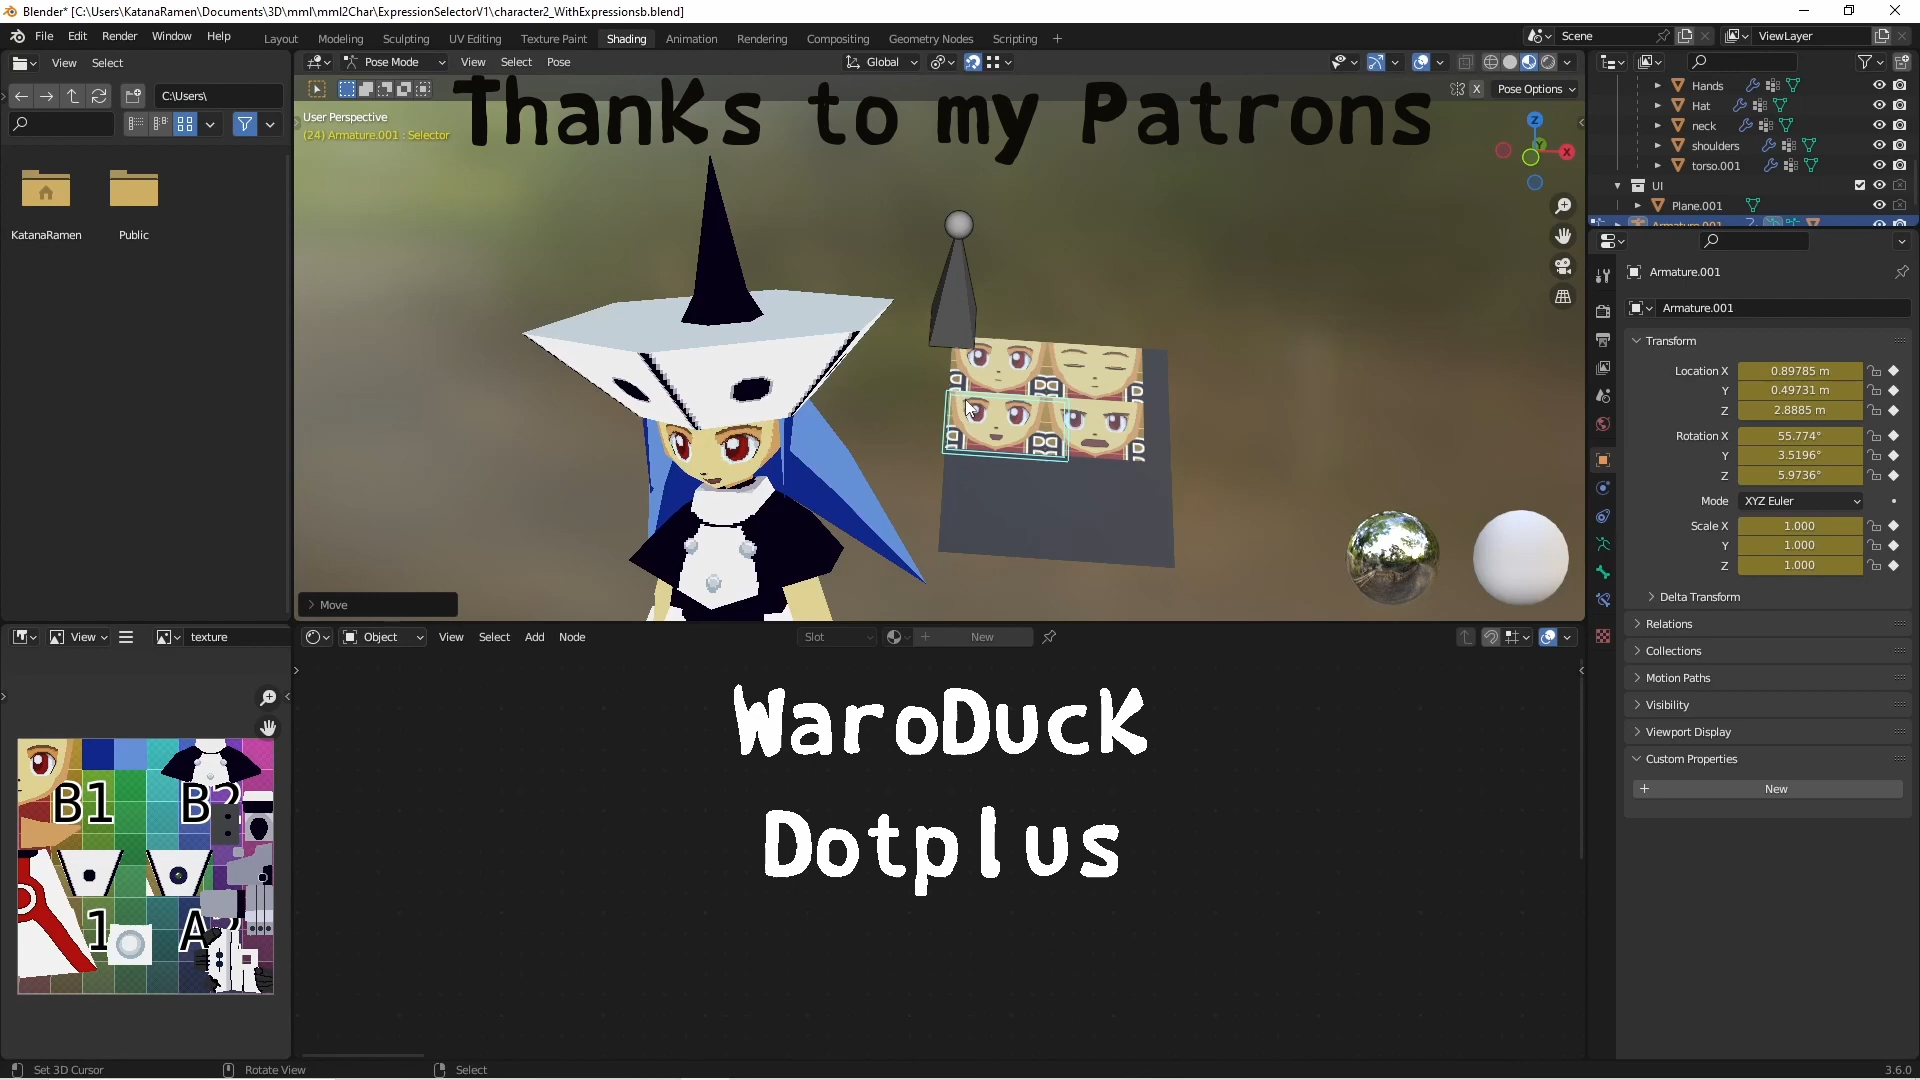 Blender* [C:\Users\KatanaRamen\Documents\3D\mml\mml2Char\ExpressionSelectorV1\character2_WithExpressionsb.blend]
File Edit Render Window Help
Layout Modeling Sculpting UV Editing Texture Paint Shading Animation Rendering Compositing Geometry Nodes Scripting +
Scene
ViewLayer
View Select
C:\Users\
KatanaRamen
Public
Pose Mode View Select Pose
Global
X Pose Options
Thanks to my Patrons
User Perspective
(24) Armature.001 : Selector
Z
Y
X
Move
Hands
Hat
neck
shoulders
torso.001
UI
Plane.001
Armature.001
Armature.001
Armature.001
Transform
Location X 0.89785 m
Y 0.49731 m
Z 2.8885 m
Rotation X 55.774°
Y 3.5196°
Z 5.9736°
Mode XYZ Euler
Scale X 1.000
Y 1.000
Z 1.000
Delta Transform
Relations
Collections
Motion Paths
Visibility
Viewport Display
Custom Properties
+ New
View texture
B1 B2
1 A2
Object View Select Add Node
Slot
+ New
WaroDuck
Dotplus
Set 3D Cursor Rotate View Select
3.6.0